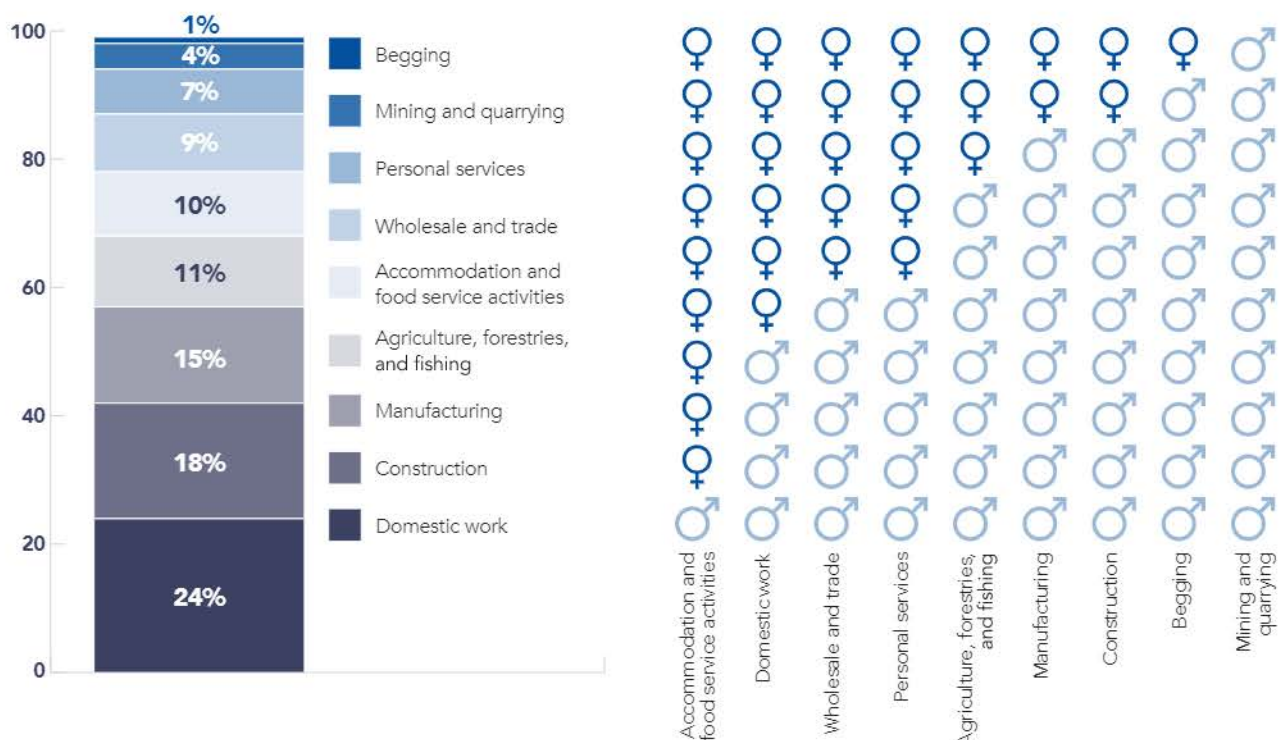 100
80
60
40
20
0
1%
4%
7%
9%
10%
11%
15%
18%
24%
Begging
Mining and quarrying
Personal services
Wholesale and trade
Accommodation and
food service activities
Agriculture, forestries,
and fishing
Manufacturing
Construction
Domestic work
Accommodation and
food service activities
Domestic work
Wholesale and trade
Personal services
Agriculture, forestries,
and fishing
Manufacturing
Construction
Begging
Mining and
quarrying